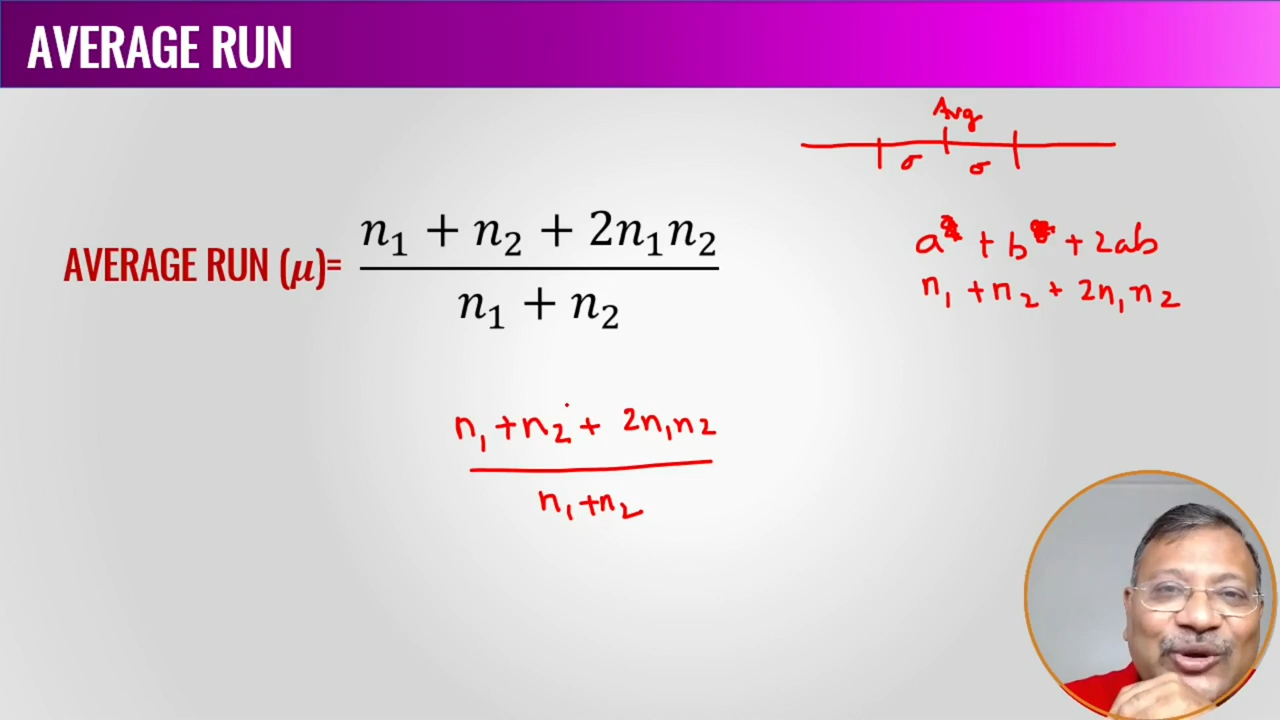 AVERAGE RUN
Avg
σ σ
AVERAGE RUN (μ)= n₁ + n₂ + 2n₁n₂
n₁ + n₂
a + b + 2ab
n₁ + n₂ + 2n₁n₂
n₁ + n₂ + 2n₁n₂
n₁ + n₂